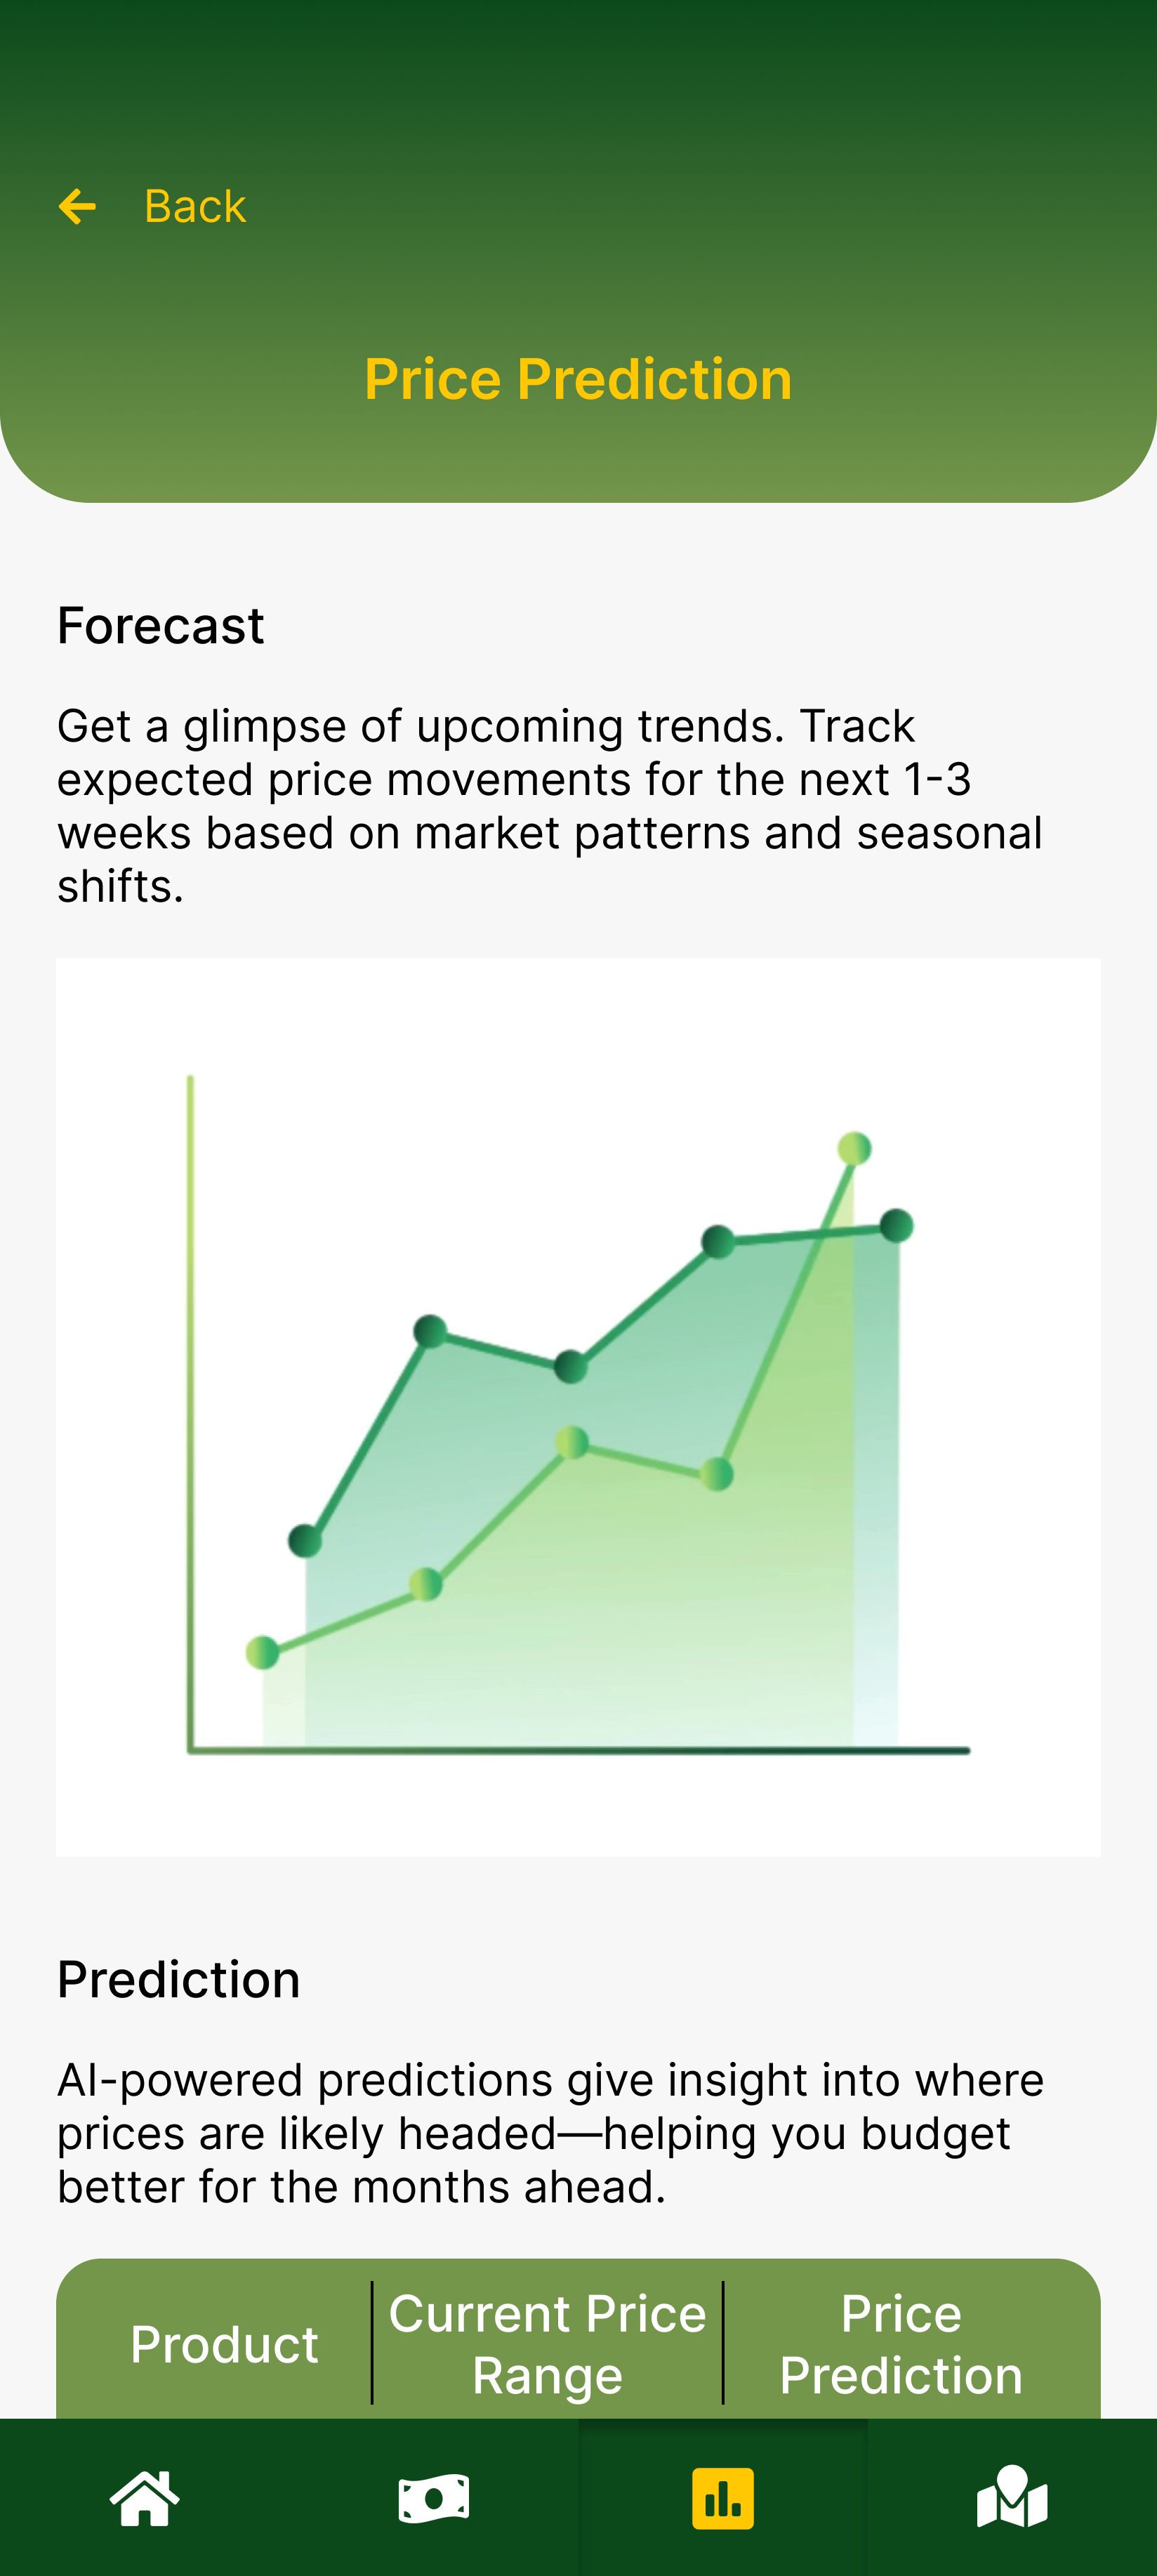 Back
Price Prediction
Forecast
Get a glimpse of upcoming trends. Track
expected price movements for the next 1-3
weeks based on market patterns and seasonal
shifts.
Prediction
AI-powered predictions give insight into where
prices are likely headed—helping you budget
better for the months ahead.
Product
Current Price
Range
Price
Prediction